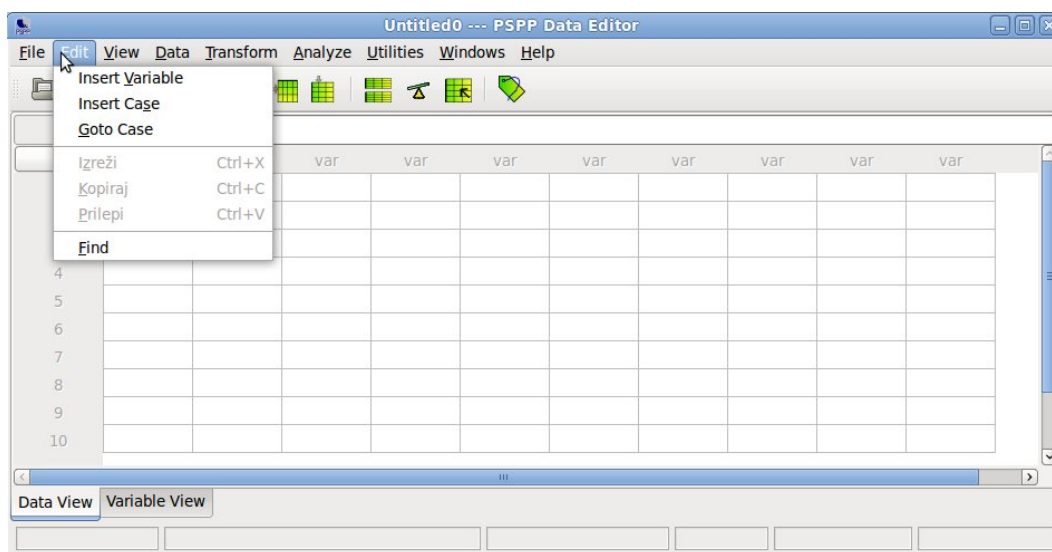 Untitled0 --- PSPP Data Editor
File Edit View Data Transform Analyze Utilities Windows Help
Insert Variable
Insert Case
Goto Case
Izreži Ctrl+X
Kopiraj Ctrl+C
Prilepi Ctrl+V
Find
var var var var var var var var
4
5
6
7
8
9
10
Data View Variable View